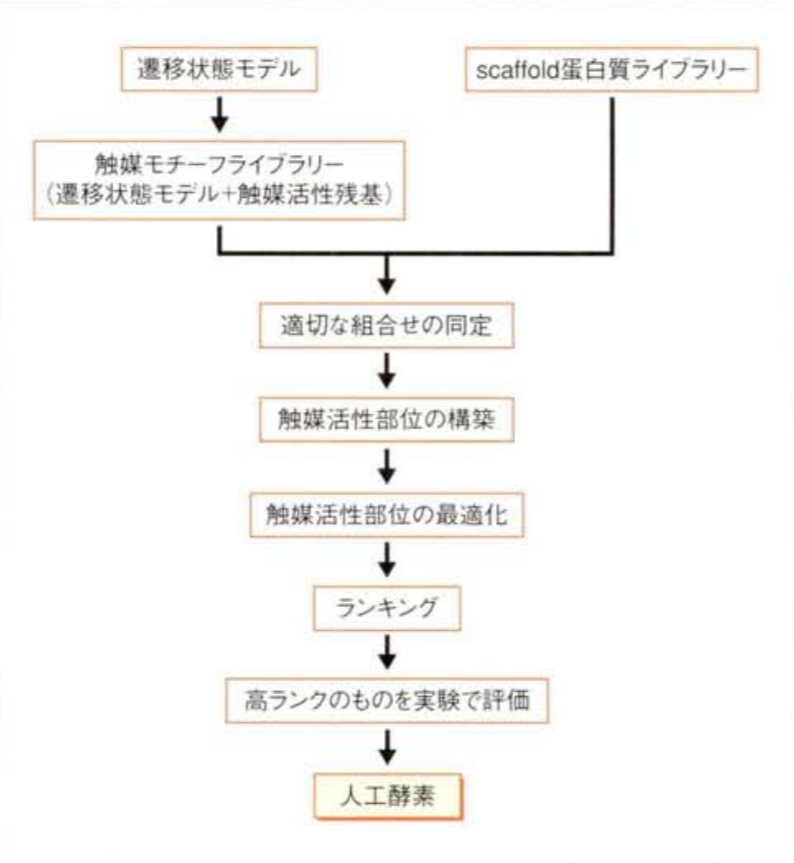 遷移状態モデル
scaffold蛋白質ライブラリー
触媒モチーフライブラリー
（遷移状態モデル+触媒活性残基）
適切な組合せの同定
触媒活性部位の構築
触媒活性部位の最適化
ランキング
高ランクのものを実験で評価
人工酵素